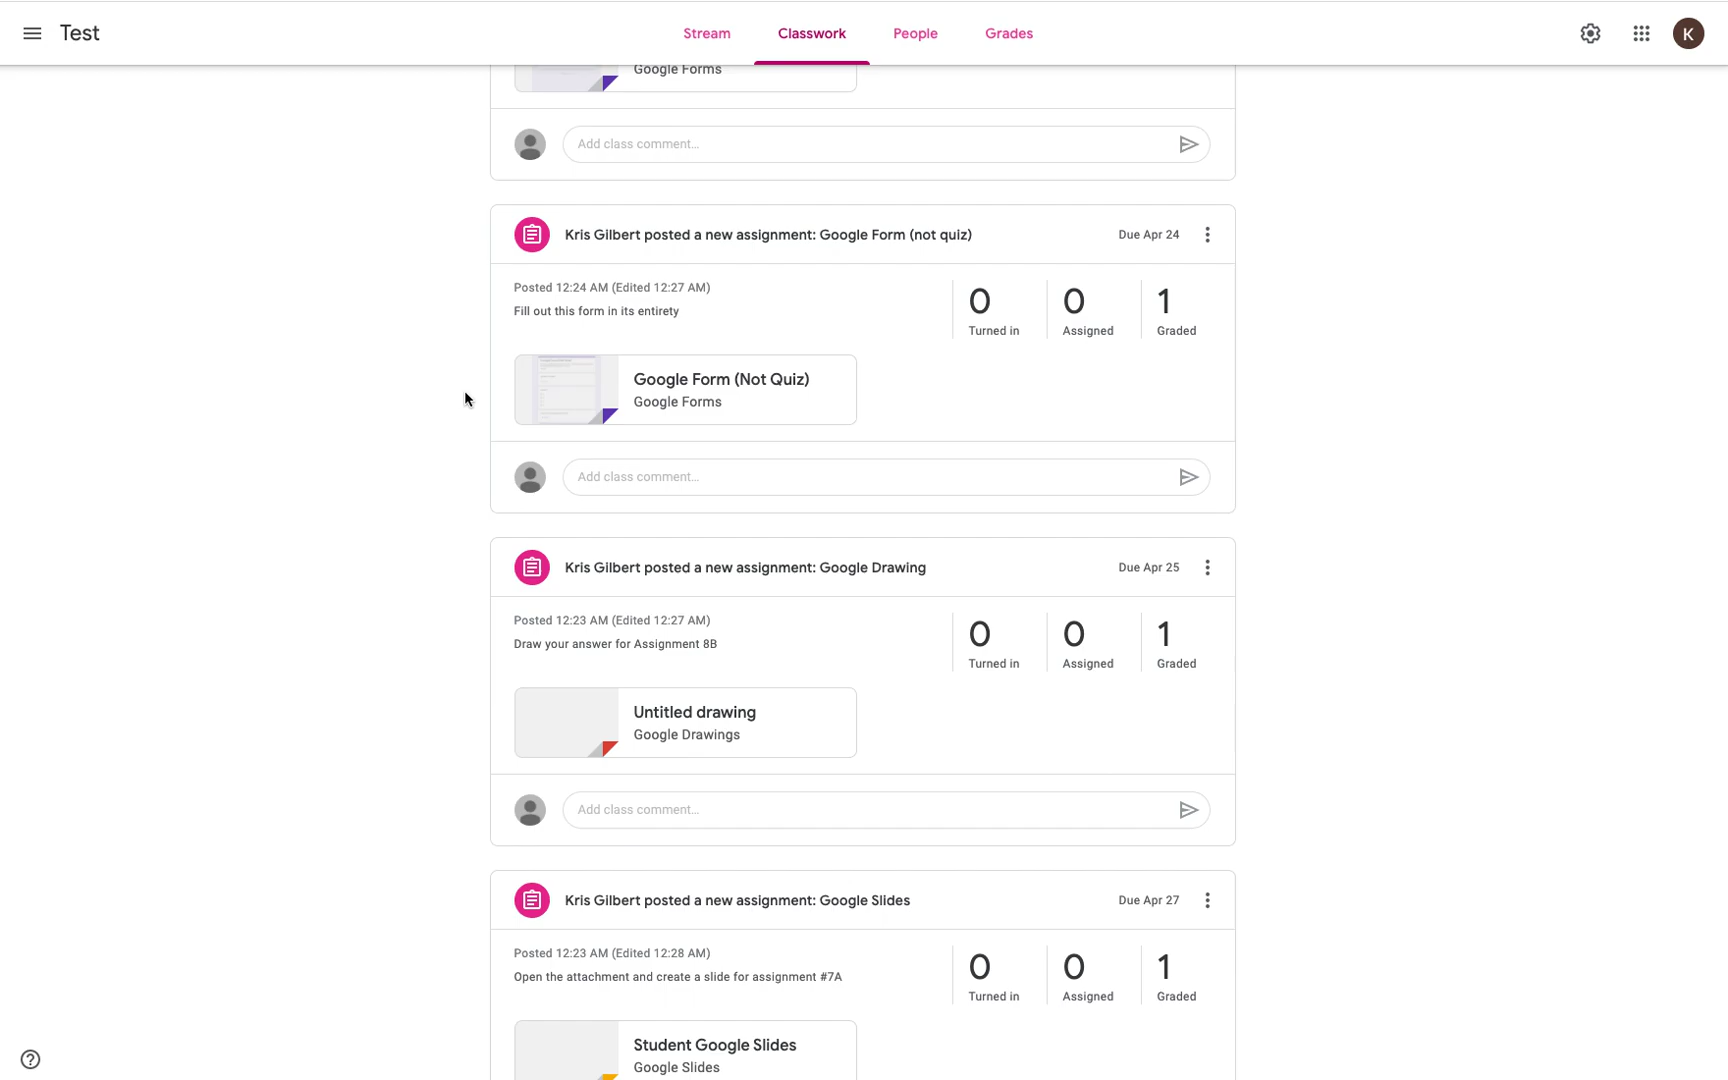 Test
Stream
Classwork
People
Grades
K
Google Forms
Add class comment...
Kris Gilbert posted a new assignment: Google Form (not quiz)
Due Apr 24
Posted 12:24 AM (Edited 12:27 AM)
Fill out this form in its entirety
0
Turned in
0
Assigned
1
Graded
Google Form (Not Quiz)
Google Forms
Add class comment...
Kris Gilbert posted a new assignment: Google Drawing
Due Apr 25
Posted 12:23 AM (Edited 12:27 AM)
Draw your answer for Assignment 8B
0
Turned in
0
Assigned
1
Graded
Untitled drawing
Google Drawings
Add class comment...
Kris Gilbert posted a new assignment: Google Slides
Due Apr 27
Posted 12:23 AM (Edited 12:28 AM)
Open the attachment and create a slide for assignment #7A
0
Turned in
0
Assigned
1
Graded
Student Google Slides
Google Slides